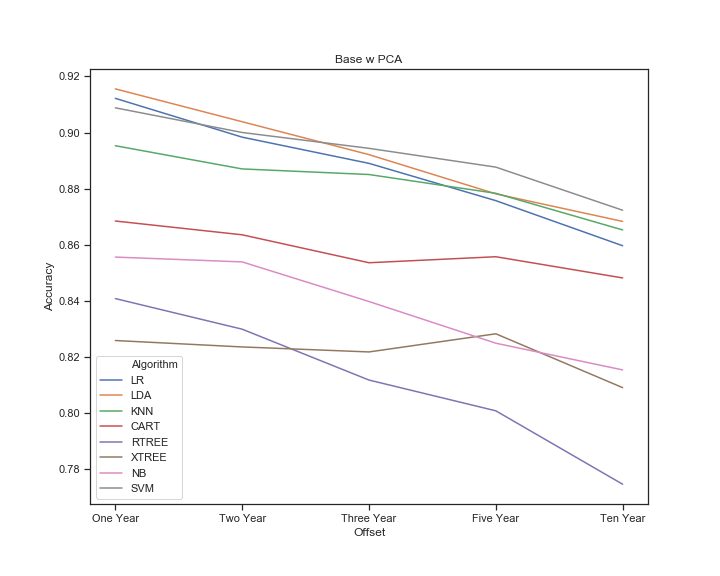 Base w PCA
0.92
0.90
0.88
0.86
0.84
0.82
0.80
0.78
Accuracy
Algorithm
LR
LDA
KNN
CART
RTREE
XTREE
NB
SVM
One Year Two Year Three Year Five Year Ten Year
Offset